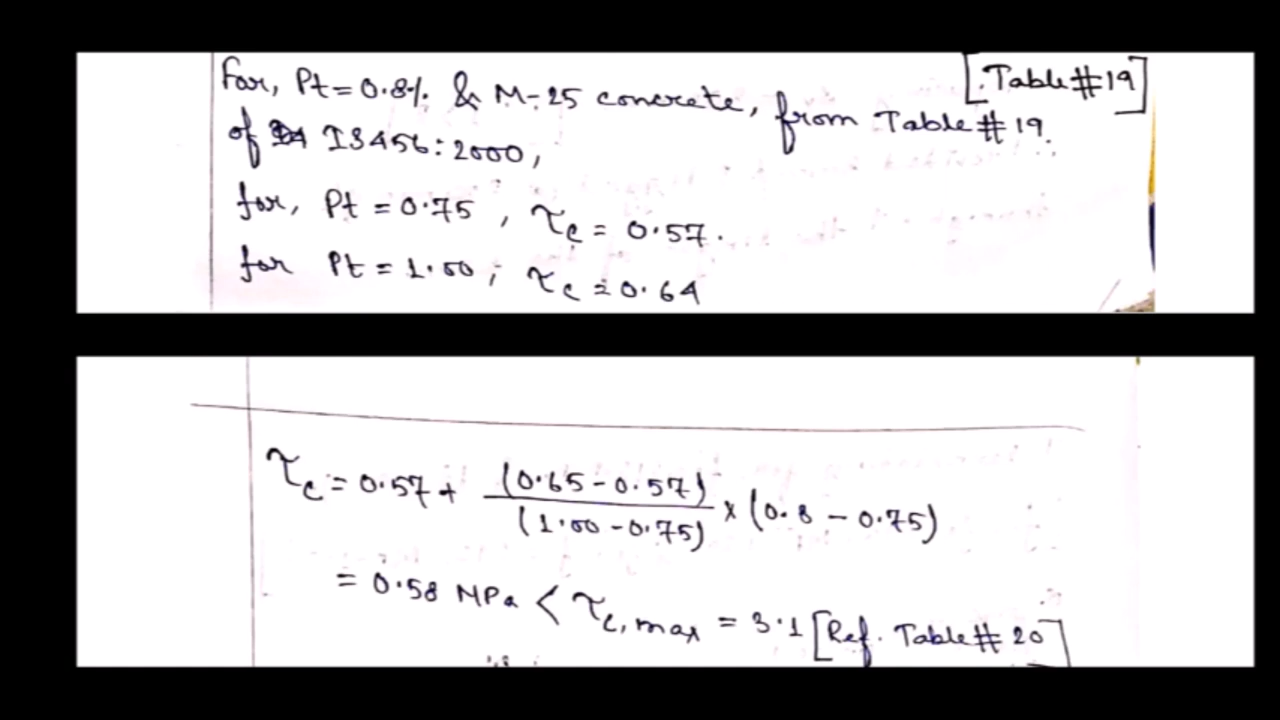 [Table #19]
For, Pt = 0.8% & M-25 concrete, from Table # 19.
of IS 456:2000,
for, Pt = 0.75, τc = 0.57.
for Pt = 1.00; τc = 0.64
τc = 0.57 + (0.65 - 0.57) / (1.00 - 0.75) x (0.8 - 0.75)
= 0.58 MPa < τc, max = 3.1 [Ref. Table # 20]